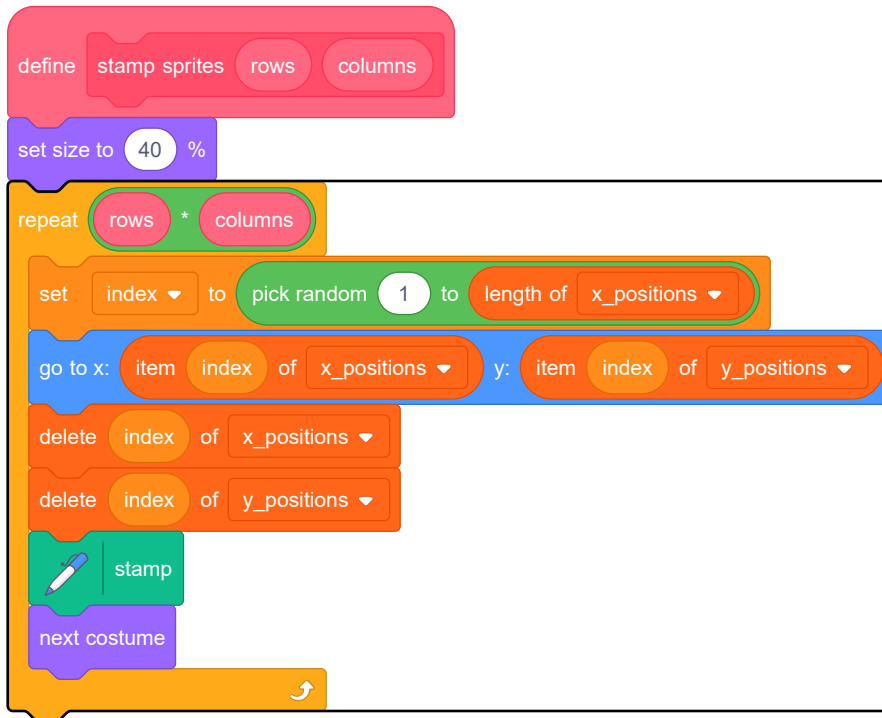 define stamp sprites rows columns
set size to 40 %
repeat rows * columns
set index to pick random 1 to length of x_positions
go to x: item index of x_positions y: item index of y_positions
delete index of x_positions
delete index of y_positions
stamp
next costume